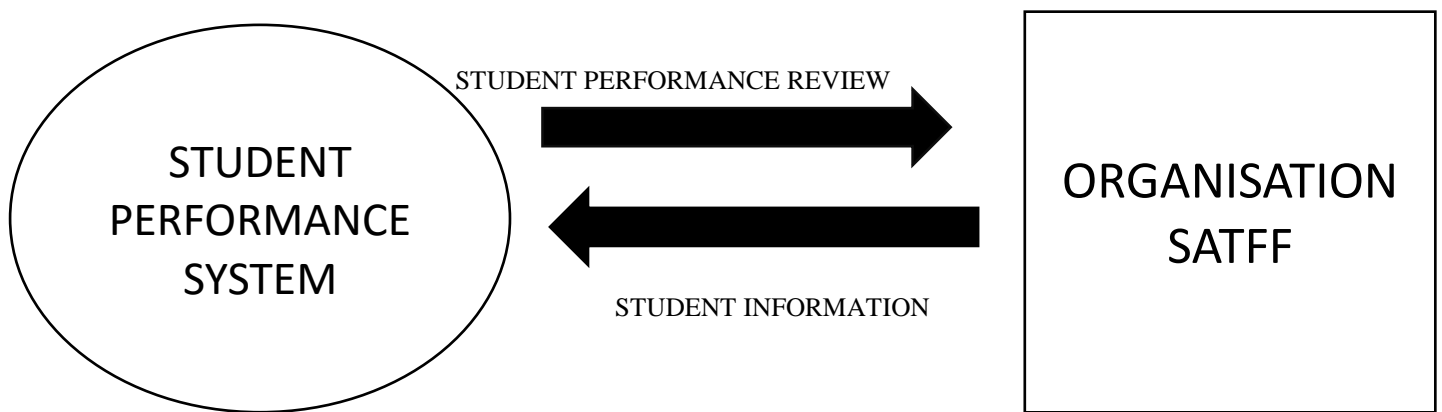 STUDENT PERFORMANCE REVIEW
STUDENT
PERFORMANCE
SYSTEM
ORGANISATION
SATFF
STUDENT INFORMATION